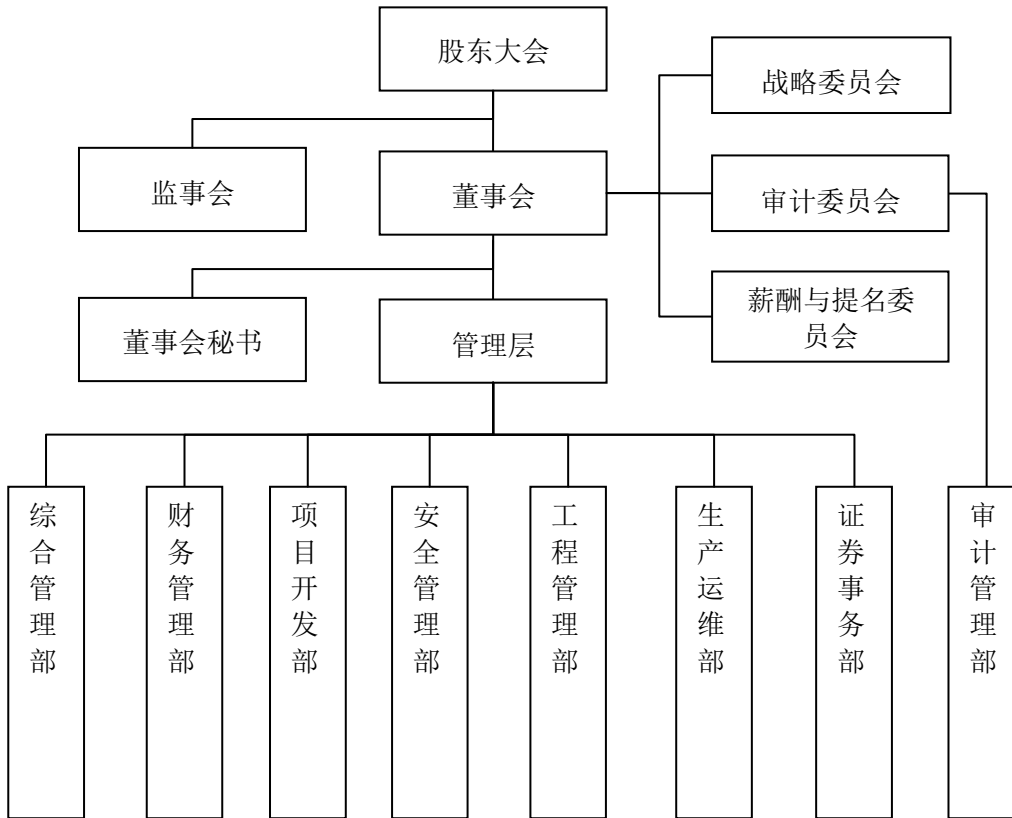 股东大会
战略委员会
监事会
董事会
审计委员会
董事会秘书
管理层
薪酬与提名委
员会
综合管理部
财务管理部
项目开发部
安全管理部
工程管理部
生产运维部
证券事务部
审计管理部